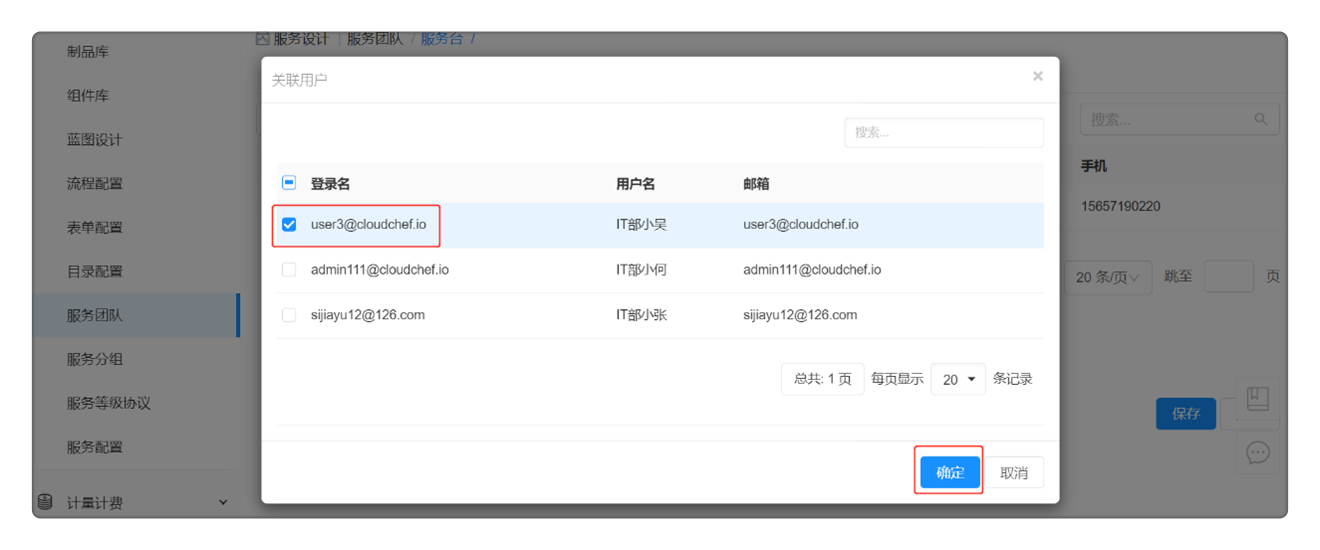 制品库
组件库
蓝图设计
流程配置
表单配置
目录配置
服务团队
服务分组
服务等级协议
服务配置
计量计费
服务设计 | 服务团队 / 服务台 /
关联用户 ×
搜索...
登录名 用户名 邮箱
user3@cloudchef.io IT部小吴 user3@cloudchef.io
admin111@cloudchef.io IT部小何 admin111@cloudchef.io
sijiayu12@126.com IT部小张 sijiayu12@126.com
总共: 1 页 每页显示 20 条记录
确定 取消
搜索...
手机
15657190220
20 条/页 跳至 页
保存